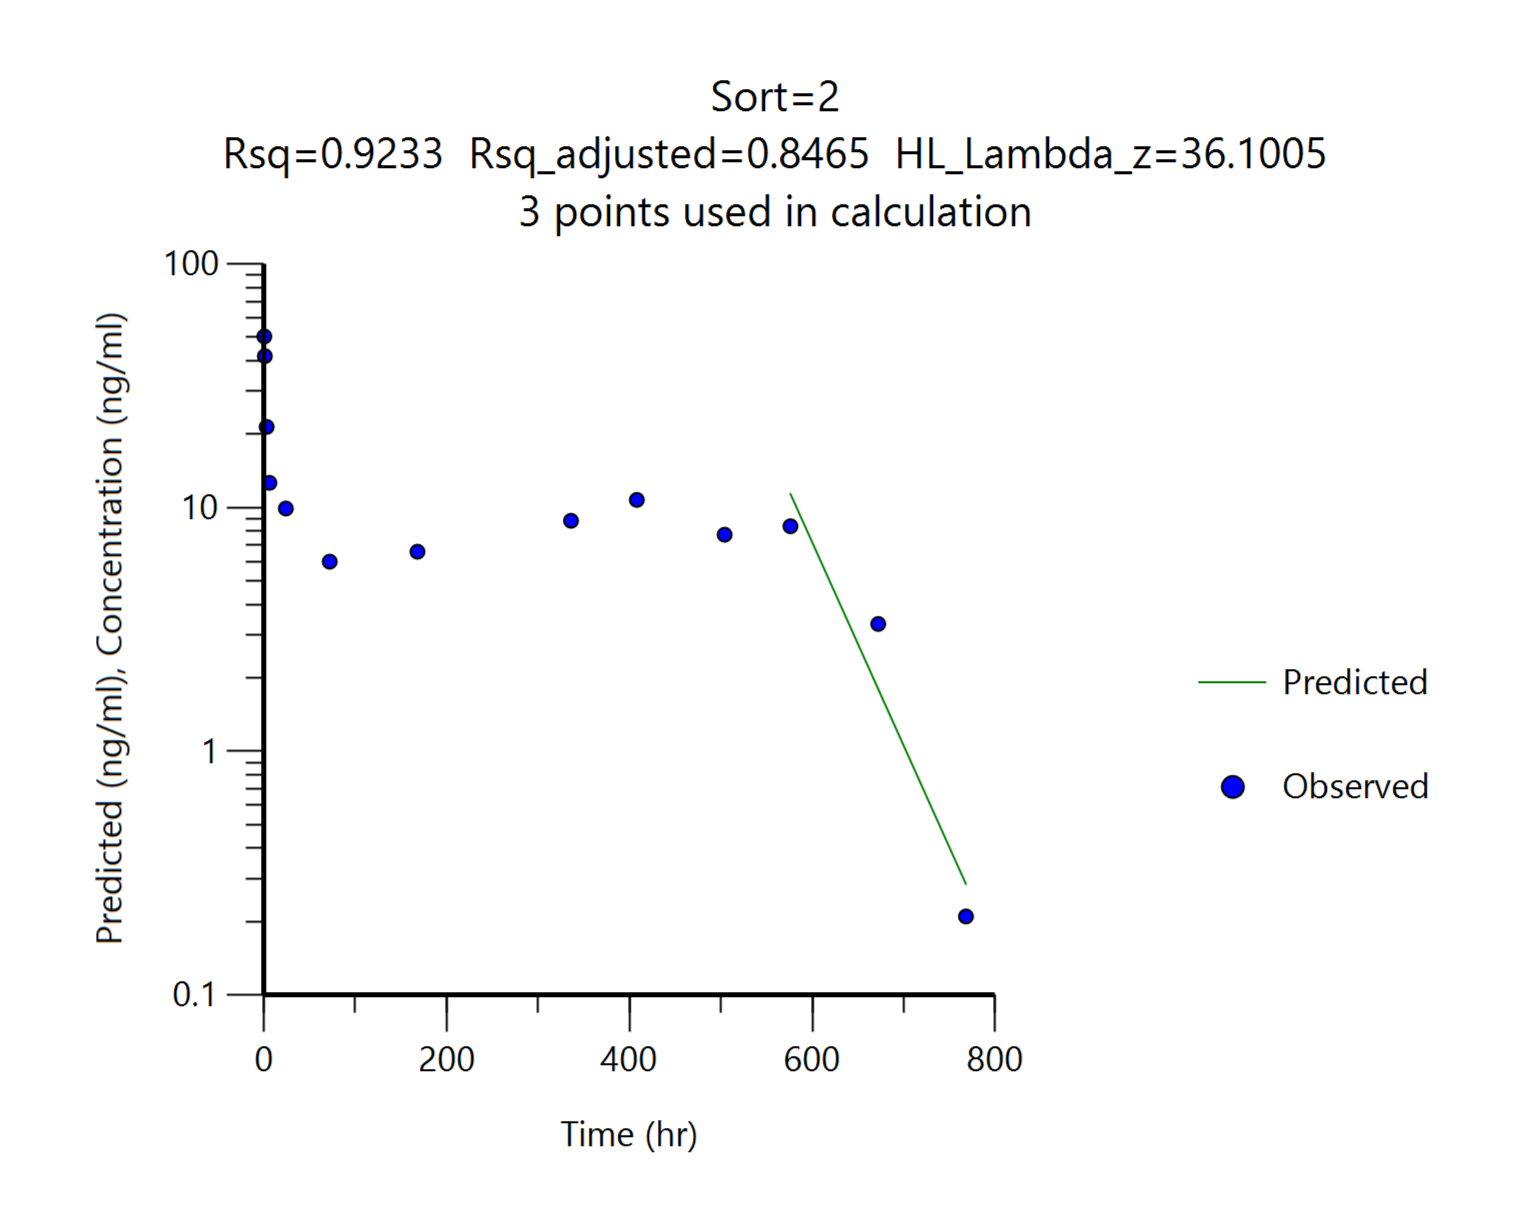 Sort=2
Rsq=0.9233 Rsq_adjusted=0.8465 HL_Lambda_z=36.1005
3 points used in calculation
Predicted (ng/ml), Concentration (ng/ml)
100
10
1
0.1
0 200 400 600 800
Time (hr)
Predicted
Observed